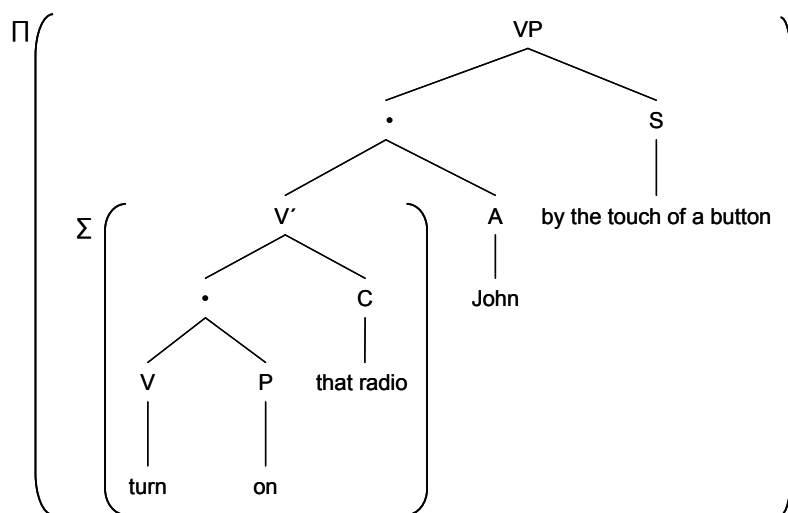 Π
VP
• S
Σ V´ A by the touch of a button
• C John
V P that radio
turn on